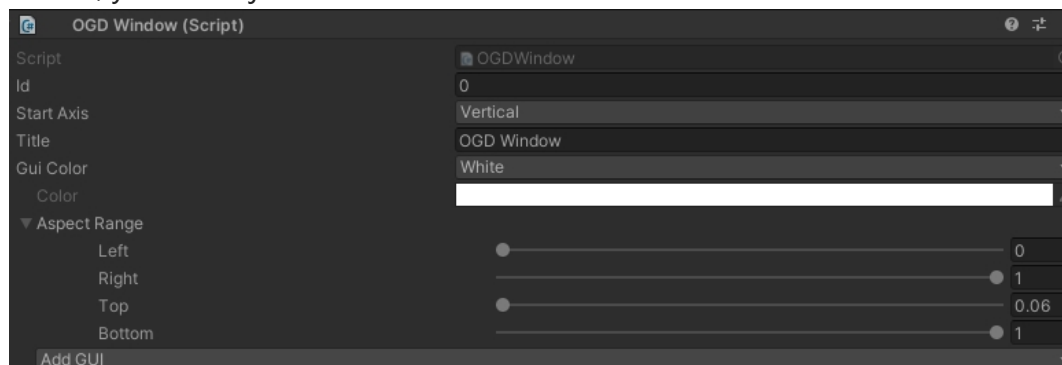 OGD Window (Script)
Script OGDWindow
Id 0
Start Axis Vertical
Title OGD Window
Gui Color White
Color
Aspect Range
Left 0
Right 1
Top 0.06
Bottom 1
Add GUI